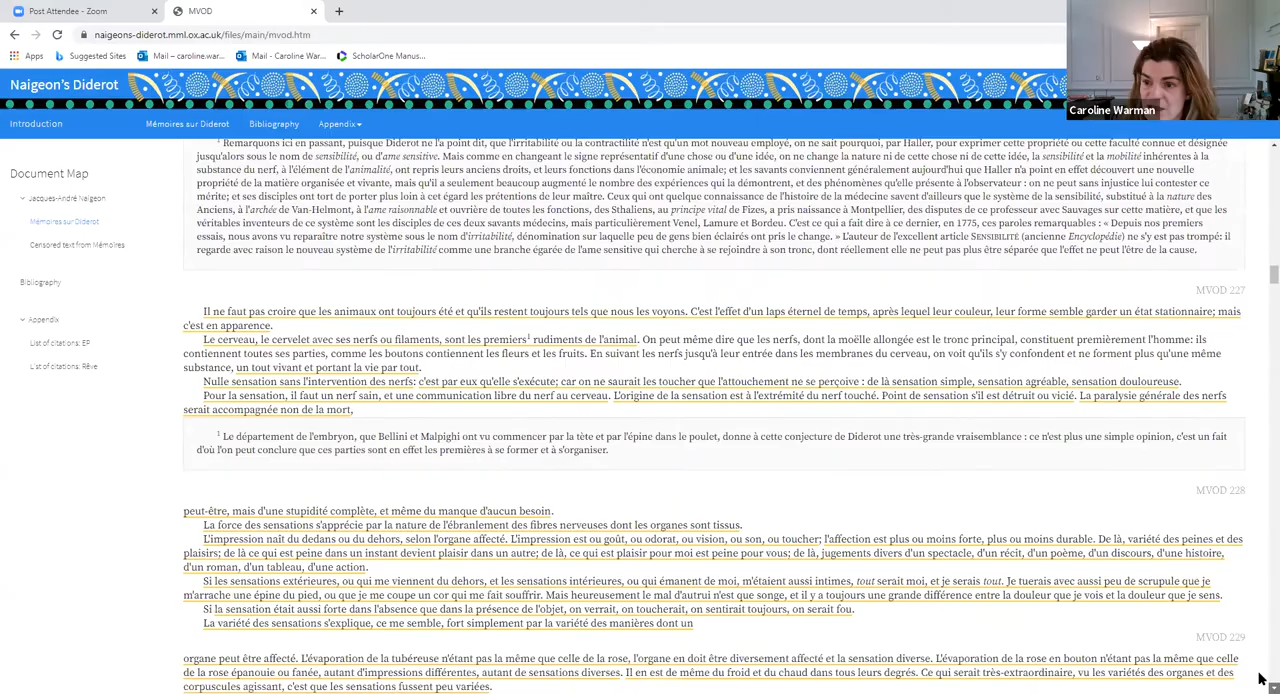 Post Attendee - Zoom
MVOD
naigeons-diderot.mml.ox.ac.uk/files/main/mvod.htm
Apps
Suggested Sites
Mail – caroline.war...
Mail - Caroline War...
ScholarOne Manus...
Caroline Warman
Naigeon's Diderot
Introduction
Mémoires sur Diderot
Bibliography
Appendix
Document Map
Jacques-André Naigeon
Mémoires sur Diderot
Censored text from Mémoires
Bibliography
Appendix
List of citations: EP
List of citations: Rêve
1 Remarquons ici en passant, puisque Diderot ne l'a point dit, que l'irritabilité ou la contractilité n'est qu'un mot nouveau employé, on ne sait pourquoi, par Haller, pour exprimer cette propriété ou cette faculté connue et désignée
jusqu'alors sous le nom de sensibilité, ou d'ame sensitive. Mais comme en changeant le signe représentatif d'une chose ou d'une idée, on ne change la nature ni de cette chose ni de cette idée, la sensibilité et la mobilité inhérentes à la
substance du nerf, à l'élément de l'animalité, ont repris leurs anciens droits, et leurs fonctions dans l'économie animale; et les savants conviennent généralement aujourd'hui que Haller n'a point en effet découvert une nouvelle
propriété de la matière organisée et vivante, mais qu'il a seulement beaucoup augmenté le nombre des expériences qui la démontrent, et des phénomènes qu'elle présente à l'observateur : on ne peut sans injustice lui contester ce
mérite; et ses disciples ont tort de porter plus loin à cet égard les prétentions de leur maître. Ceux qui ont quelque connaissance de l'histoire de la médecine savent d'ailleurs que le système de la sensibilité, substitué à la nature des
Anciens, à l'archée de Van-Helmont, à l'ame raisonnable et ouvrière de toutes les fonctions, des Sthaliens, au principe vital de Fizes, a pris naissance à Montpellier, des disputes de ce professeur avec Sauvages sur cette matière, et que les
véritables inventeurs de ce système sont les disciples de ces deux savants médecins, mais particulièrement Venel, Lamure et Bordeu. C'est ce qui a fait dire à ce dernier, en 1775, ces paroles remarquables : « Depuis nos premiers
essais, nous avons vu reparaître notre système sous le nom d'irritabilité, dénomination sur laquelle peu de gens bien éclairés ont pris le change. » L'auteur de l'excellent article SENSIBILITÉ (ancienne Encyclopédie) ne s'y est pas trompé: il
regarde avec raison le nouveau système de l'irritabilité comme une branche égarée de l'ame sensitive qui cherche à se rejoindre à son tronc, dont réellement elle ne peut pas plus être séparée que l'effet ne peut l'être de la cause.
MVOD 227
Il ne faut pas croire que les animaux ont toujours été et qu'ils restent toujours tels que nous les voyons. C'est l'effet d'un laps éternel de temps, après lequel leur couleur, leur forme semble garder un état stationnaire; mais
c'est en apparence.
Le cerveau, le cervelet avec ses nerfs ou filaments, sont les premiers1 rudiments de l'animal. On peut même dire que les nerfs, dont la moëlle allongée est le tronc principal, constituent premièrement l'homme: ils
contiennent toutes ses parties, comme les boutons contiennent les fleurs et les fruits. En suivant les nerfs jusqu'à leur entrée dans les membranes du cerveau, on voit qu'ils s'y confondent et ne forment plus qu'une même
substance, un tout vivant et portant la vie par tout.
Nulle sensation sans l'intervention des nerfs: c'est par eux qu'elle s'exécute; car on ne saurait les toucher que l'attouchement ne se perçoive : de là sensation simple, sensation agréable, sensation douloureuse.
Pour la sensation, il faut un nerf sain, et une communication libre du nerf au cerveau. L'origine de la sensation est à l'extrémité du nerf touché. Point de sensation s'il est détruit ou vicié. La paralysie générale des nerfs
serait accompagnée non de la mort,
1 Le département de l'embryon, que Bellini et Malpighi ont vu commencer par la tète et par l'épine dans le poulet, donne à cette conjecture de Diderot une très-grande vraisemblance : ce n'est plus une simple opinion, c'est un fait
d'où l'on peut conclure que ces parties sont en effet les premières à se former et à s'organiser.
MVOD 228
peut-être, mais d'une stupidité complète, et même du manque d'aucun besoin.
La force des sensations s'apprécie par la nature de l'ébranlement des fibres nerveuses dont les organes sont tissus.
L'impression naît du dedans ou du dehors, selon l'organe affecté. L'impression est ou goût, ou odorat, ou vision, ou son, ou toucher; l'affection est plus ou moins forte, plus ou moins durable. De là, variété des peines et des
plaisirs; de là ce qui est peine dans un instant devient plaisir dans un autre; de là, ce qui est plaisir pour moi est peine pour vous; de là, jugements divers d'un spectacle, d'un récit, d'un poème, d'un discours, d'une histoire,
d'un roman, d'un tableau, d'une action.
Si les sensations extérieures, ou qui me viennent du dehors, et les sensations intérieures, ou qui émanent de moi, m'étaient aussi intimes, tout serait moi, et je serais tout. Je tuerais avec aussi peu de scrupule que je
m'arrache une épine du pied, ou que je me coupe un cor qui me fait souffrir. Mais heureusement le mal d'autrui n'est que songe, et il y a toujours une grande différence entre la douleur que je vois et la douleur que je sens.
Si la sensation était aussi forte dans l'absence que dans la présence de l'objet, on verrait, on toucherait, on sentirait toujours, on serait fou.
La variété des sensations s'explique, ce me semble, fort simplement par la variété des manières dont un
MVOD 229
organe peut être affecté. L'évaporation de la tubéreuse n'étant pas la même que celle de la rose, l'organe en doit être diversement affecté et la sensation diverse. L'évaporation de la rose en bouton n'étant pas la même que celle
de la rose épanouie ou fanée, autant d'impressions différentes, autant de sensations diverses. Il en est de même du froid et du chaud dans tous leurs degrés. Ce qui serait très-extraordinaire, vu les variétés des organes et des
corpuscules agissant, c'est que les sensations fussent peu variées.